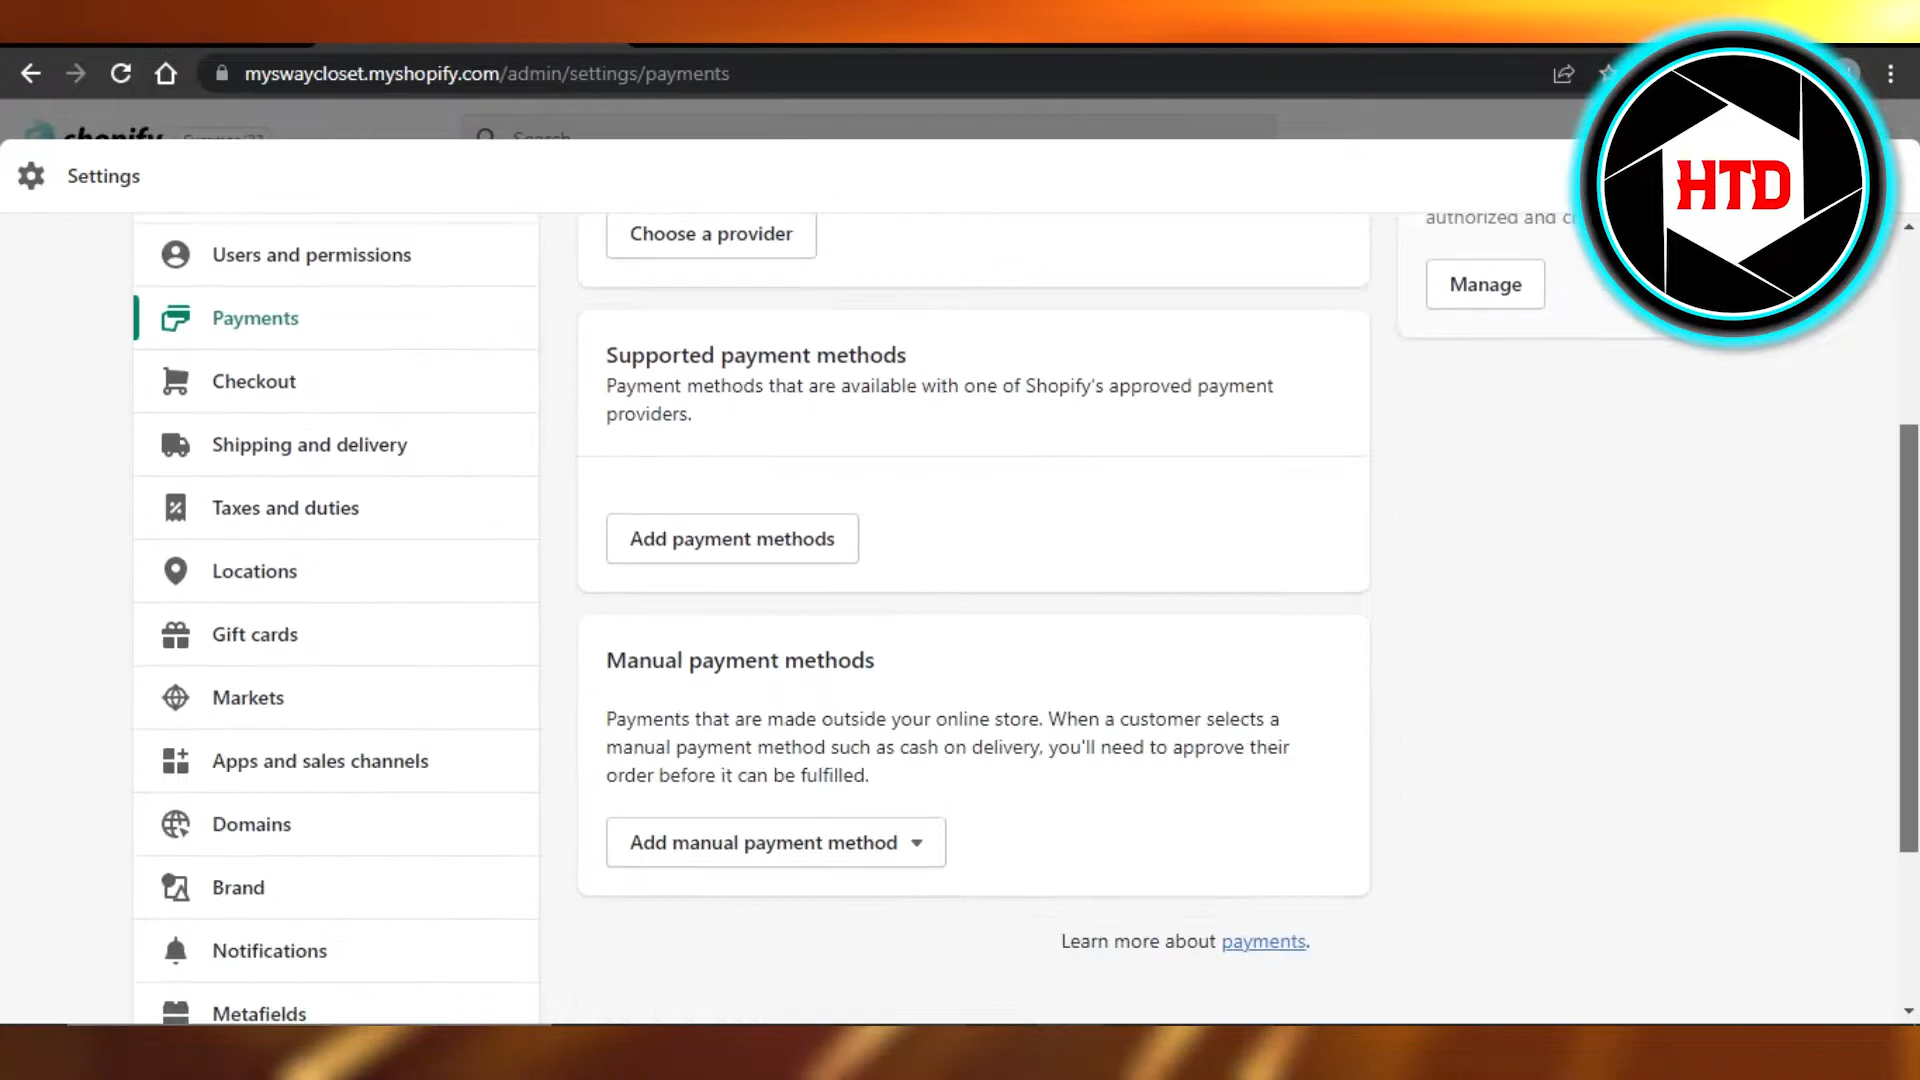 myswaycloset.myshopify.com/admin/settings/payments
shopify
Search
HTD
Settings
authorized and
Choose a provider
Manage
Users and permissions
Payments
Checkout
Shipping and delivery
Taxes and duties
Locations
Gift cards
Markets
Apps and sales channels
Domains
Brand
Notifications
Metafields
Supported payment methods
Payment methods that are available with one of Shopify's approved payment
providers.
Add payment methods
Manual payment methods
Payments that are made outside your online store. When a customer selects a
manual payment method such as cash on delivery, you'll need to approve their
order before it can be fulfilled.
Add manual payment method
Learn more about payments.